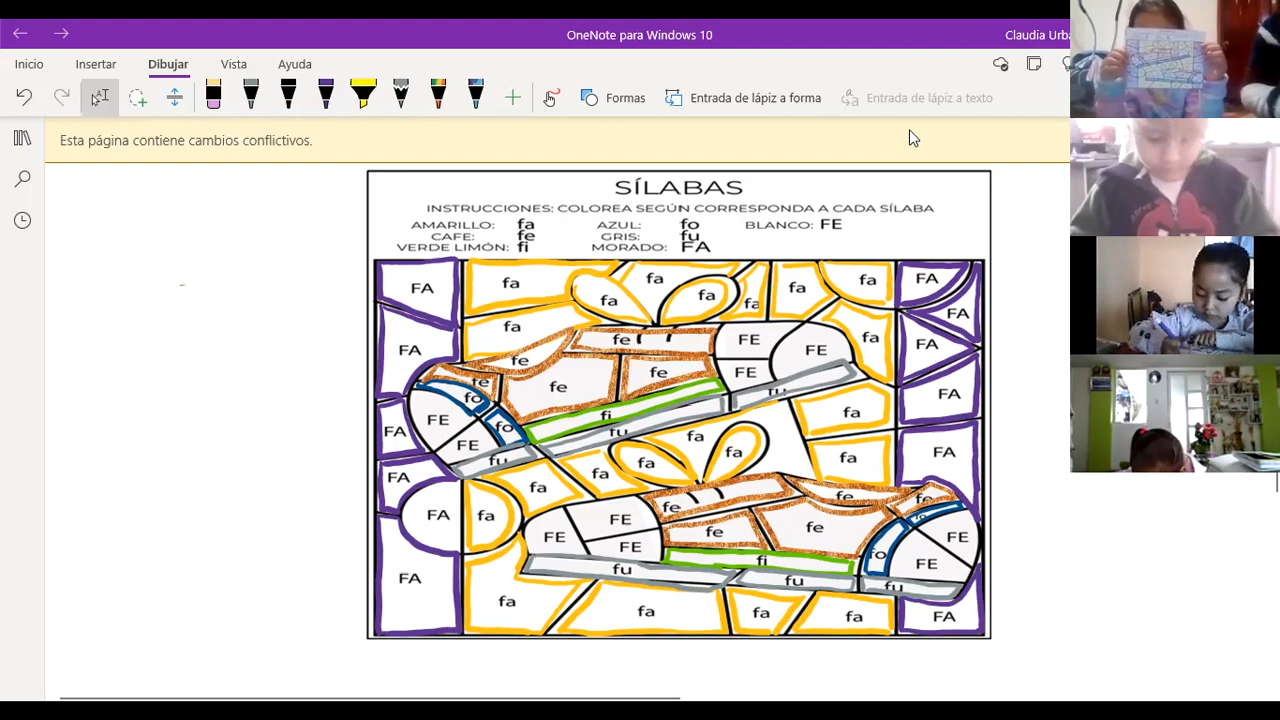 OneNote para Windows 10
Claudia Urba
Inicio Insertar Dibujar Vista Ayuda
Formas Entrada de lápiz a forma Entrada de lápiz a texto
Esta página contiene cambios conflictivos.
SÍLABAS
INSTRUCCIONES: COLOREA SEGÚN CORRESPONDA A CADA SÍLABA
AMARILLO: fa AZUL: fo BLANCO: FE
CAFE: fe GRIS: fu
VERDE LIMÓN: fi MORADO: FA
FA fa fa fa fa fa fa fa FA
FA
fa fe FE fa FA
FA fe FE
fe fe FE
fe fo fu FA
FE fi fa
FA fo fu fa
FE fa fa FA
fu fa fa
FA fa
fe fe fe
FA fa FE fe fe fo
FE fe FE
FE fi fo FE
FA fu fu fu
fa fa fa fa FA